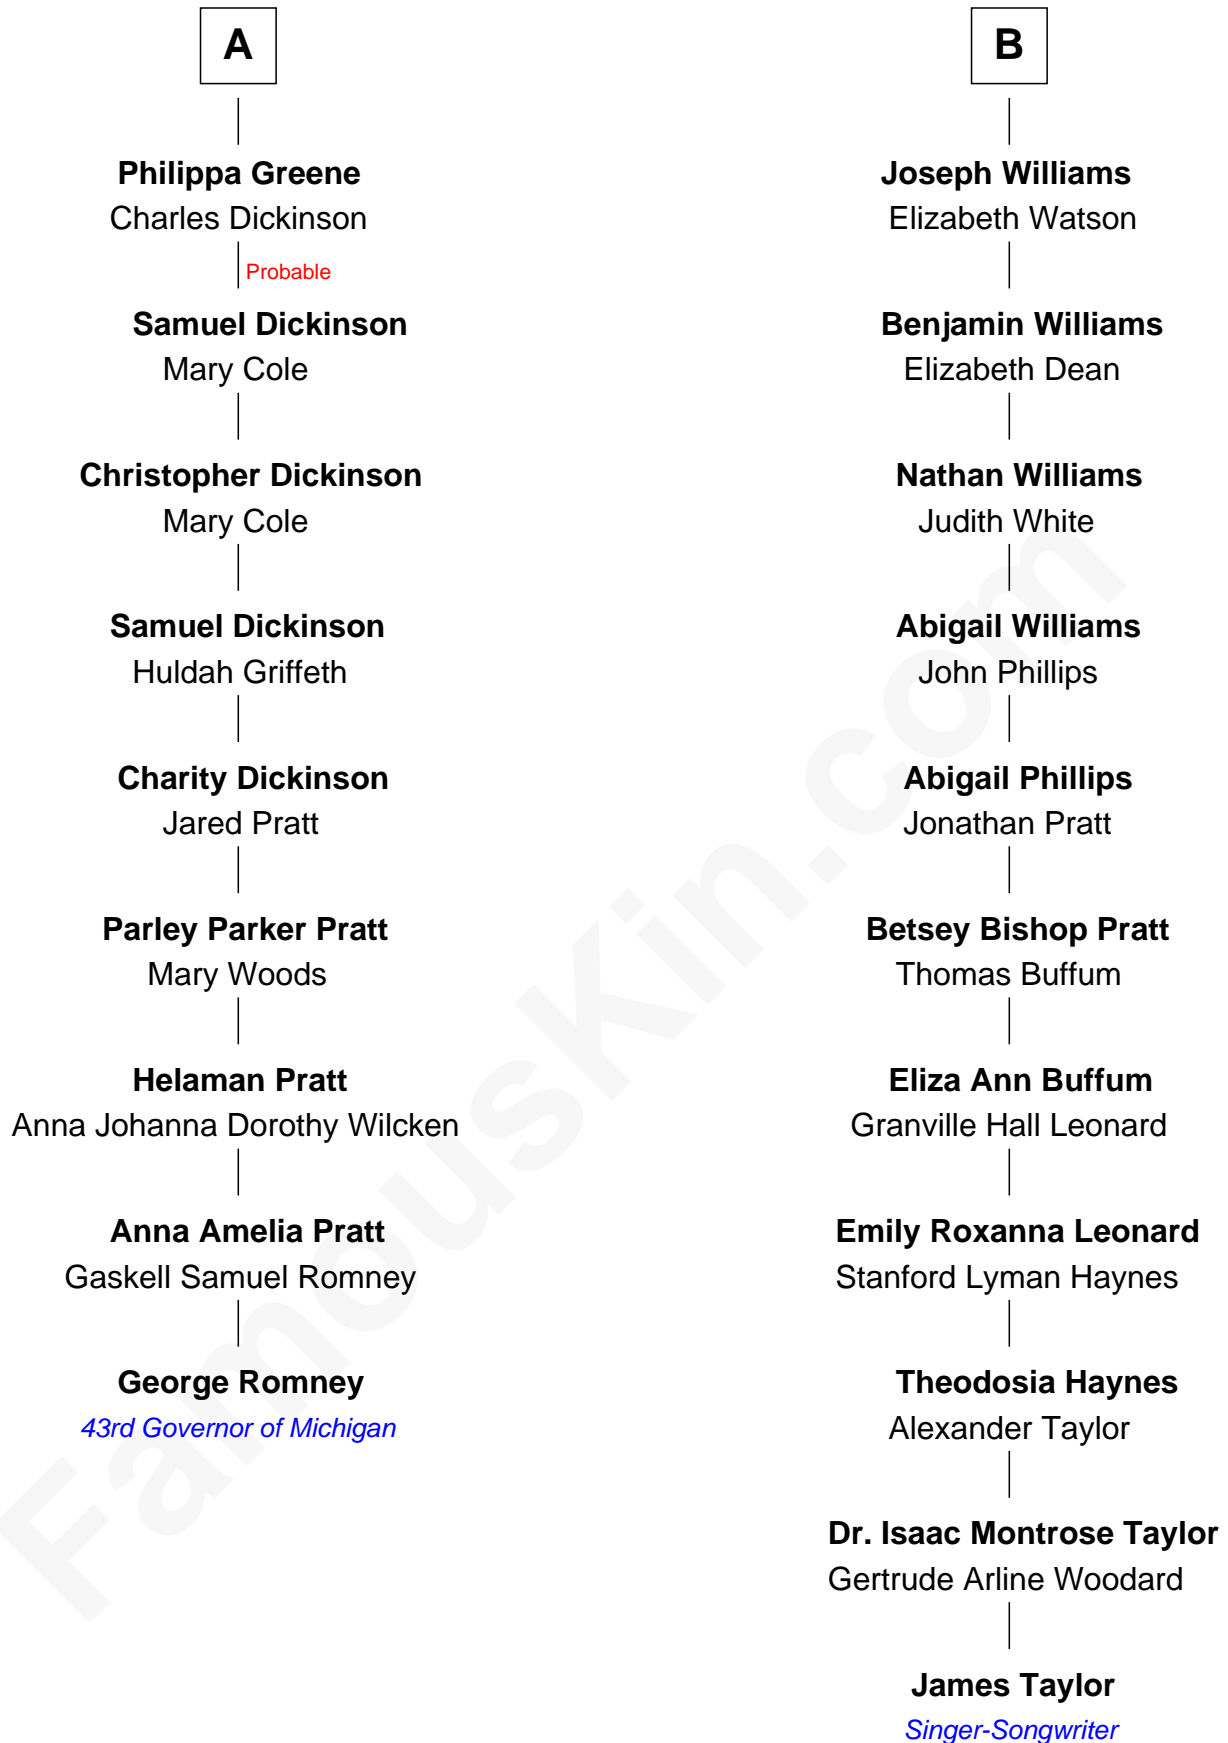 A
Philippa Greene
Charles Dickinson
Probable
Samuel Dickinson
Mary Cole
Christopher Dickinson
Mary Cole
Samuel Dickinson
Huldah Griffeth
Charity Dickinson
Jared Pratt
Parley Parker Pratt
Mary Woods
Helaman Pratt
Anna Johanna Dorothy Wilcken
Anna Amelia Pratt
Gaskell Samuel Romney
George Romney
43rd Governor of Michigan
B
Joseph Williams
Elizabeth Watson
Benjamin Williams
Elizabeth Dean
Nathan Williams
Judith White
Abigail Williams
John Phillips
Abigail Phillips
Jonathan Pratt
Betsey Bishop Pratt
Thomas Buffum
Eliza Ann Buffum
Granville Hall Leonard
Emily Roxanna Leonard
Stanford Lyman Haynes
Theodosia Haynes
Alexander Taylor
Dr. Isaac Montrose Taylor
Gertrude Arline Woodard
James Taylor
Singer-Songwriter
FamousKin.com